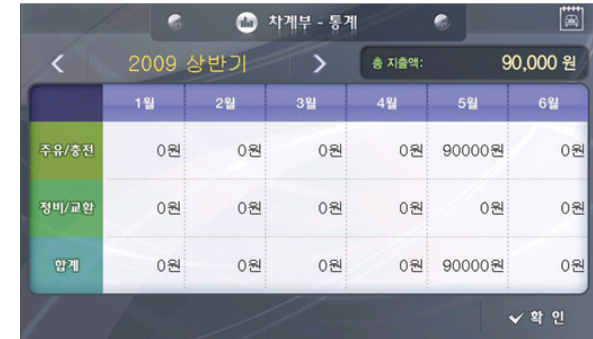 차계부 - 통계
2009 상반기 총 지출액: 90,000 원
1월 2월 3월 4월 5월 6월
주유/충전 0원 0원 0원 0원 90000원 0원
정비/교환 0원 0원 0원 0원 0원 0원
합계 0원 0원 0원 0원 90000원 0원
확 인